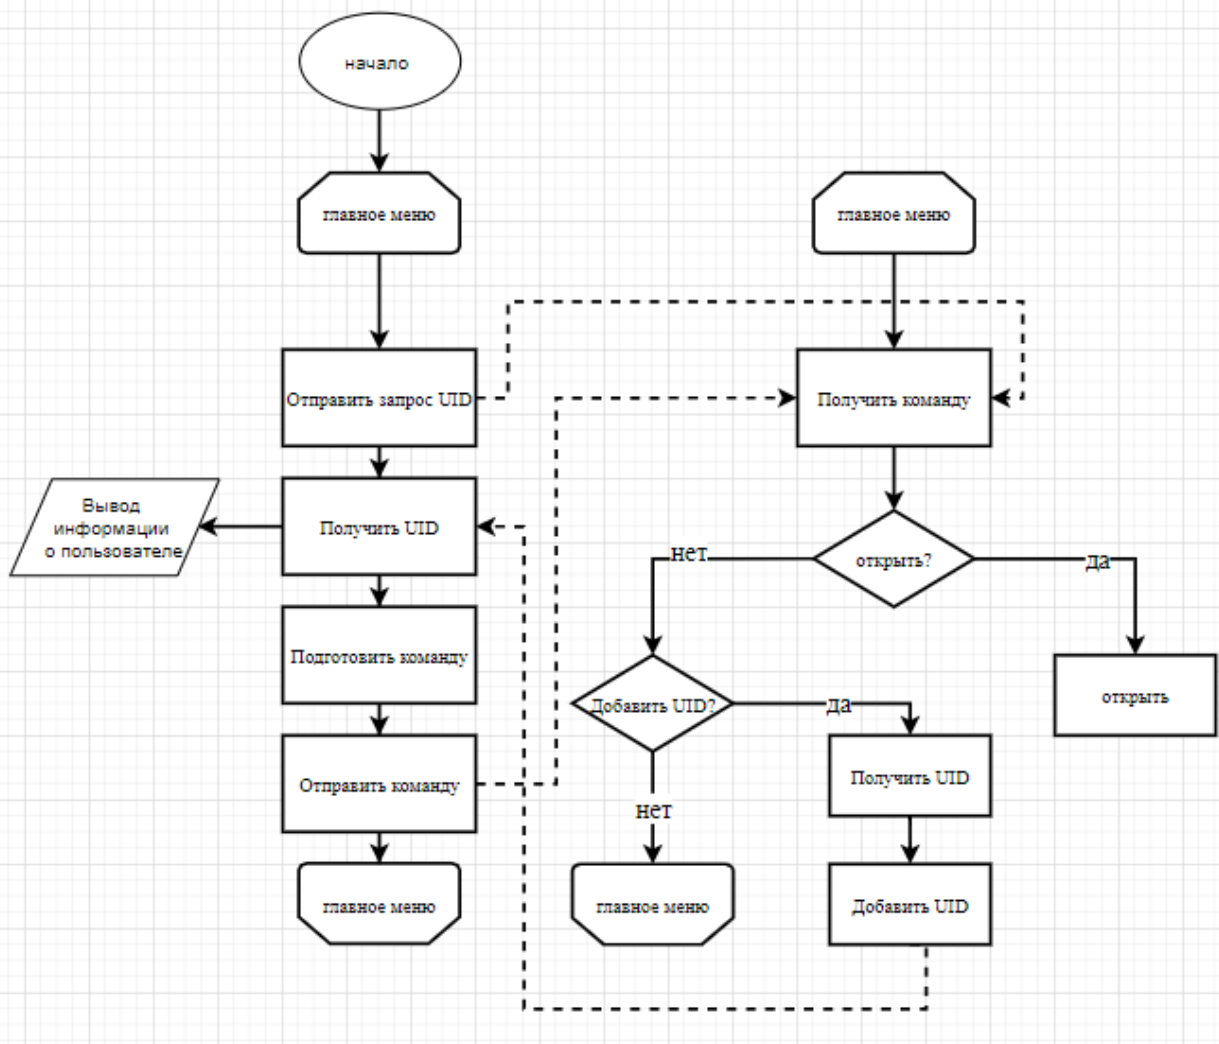 начало
главное меню
главное меню
Отправить запрос UID
Получить команду
Вывод
информации
о пользователе
Получить UID
нет
открыть?
да
Подготовить команду
Добавить UID?
да
открыть
Отправить команду
Получить UID
нет
главное меню
главное меню
Добавить UID